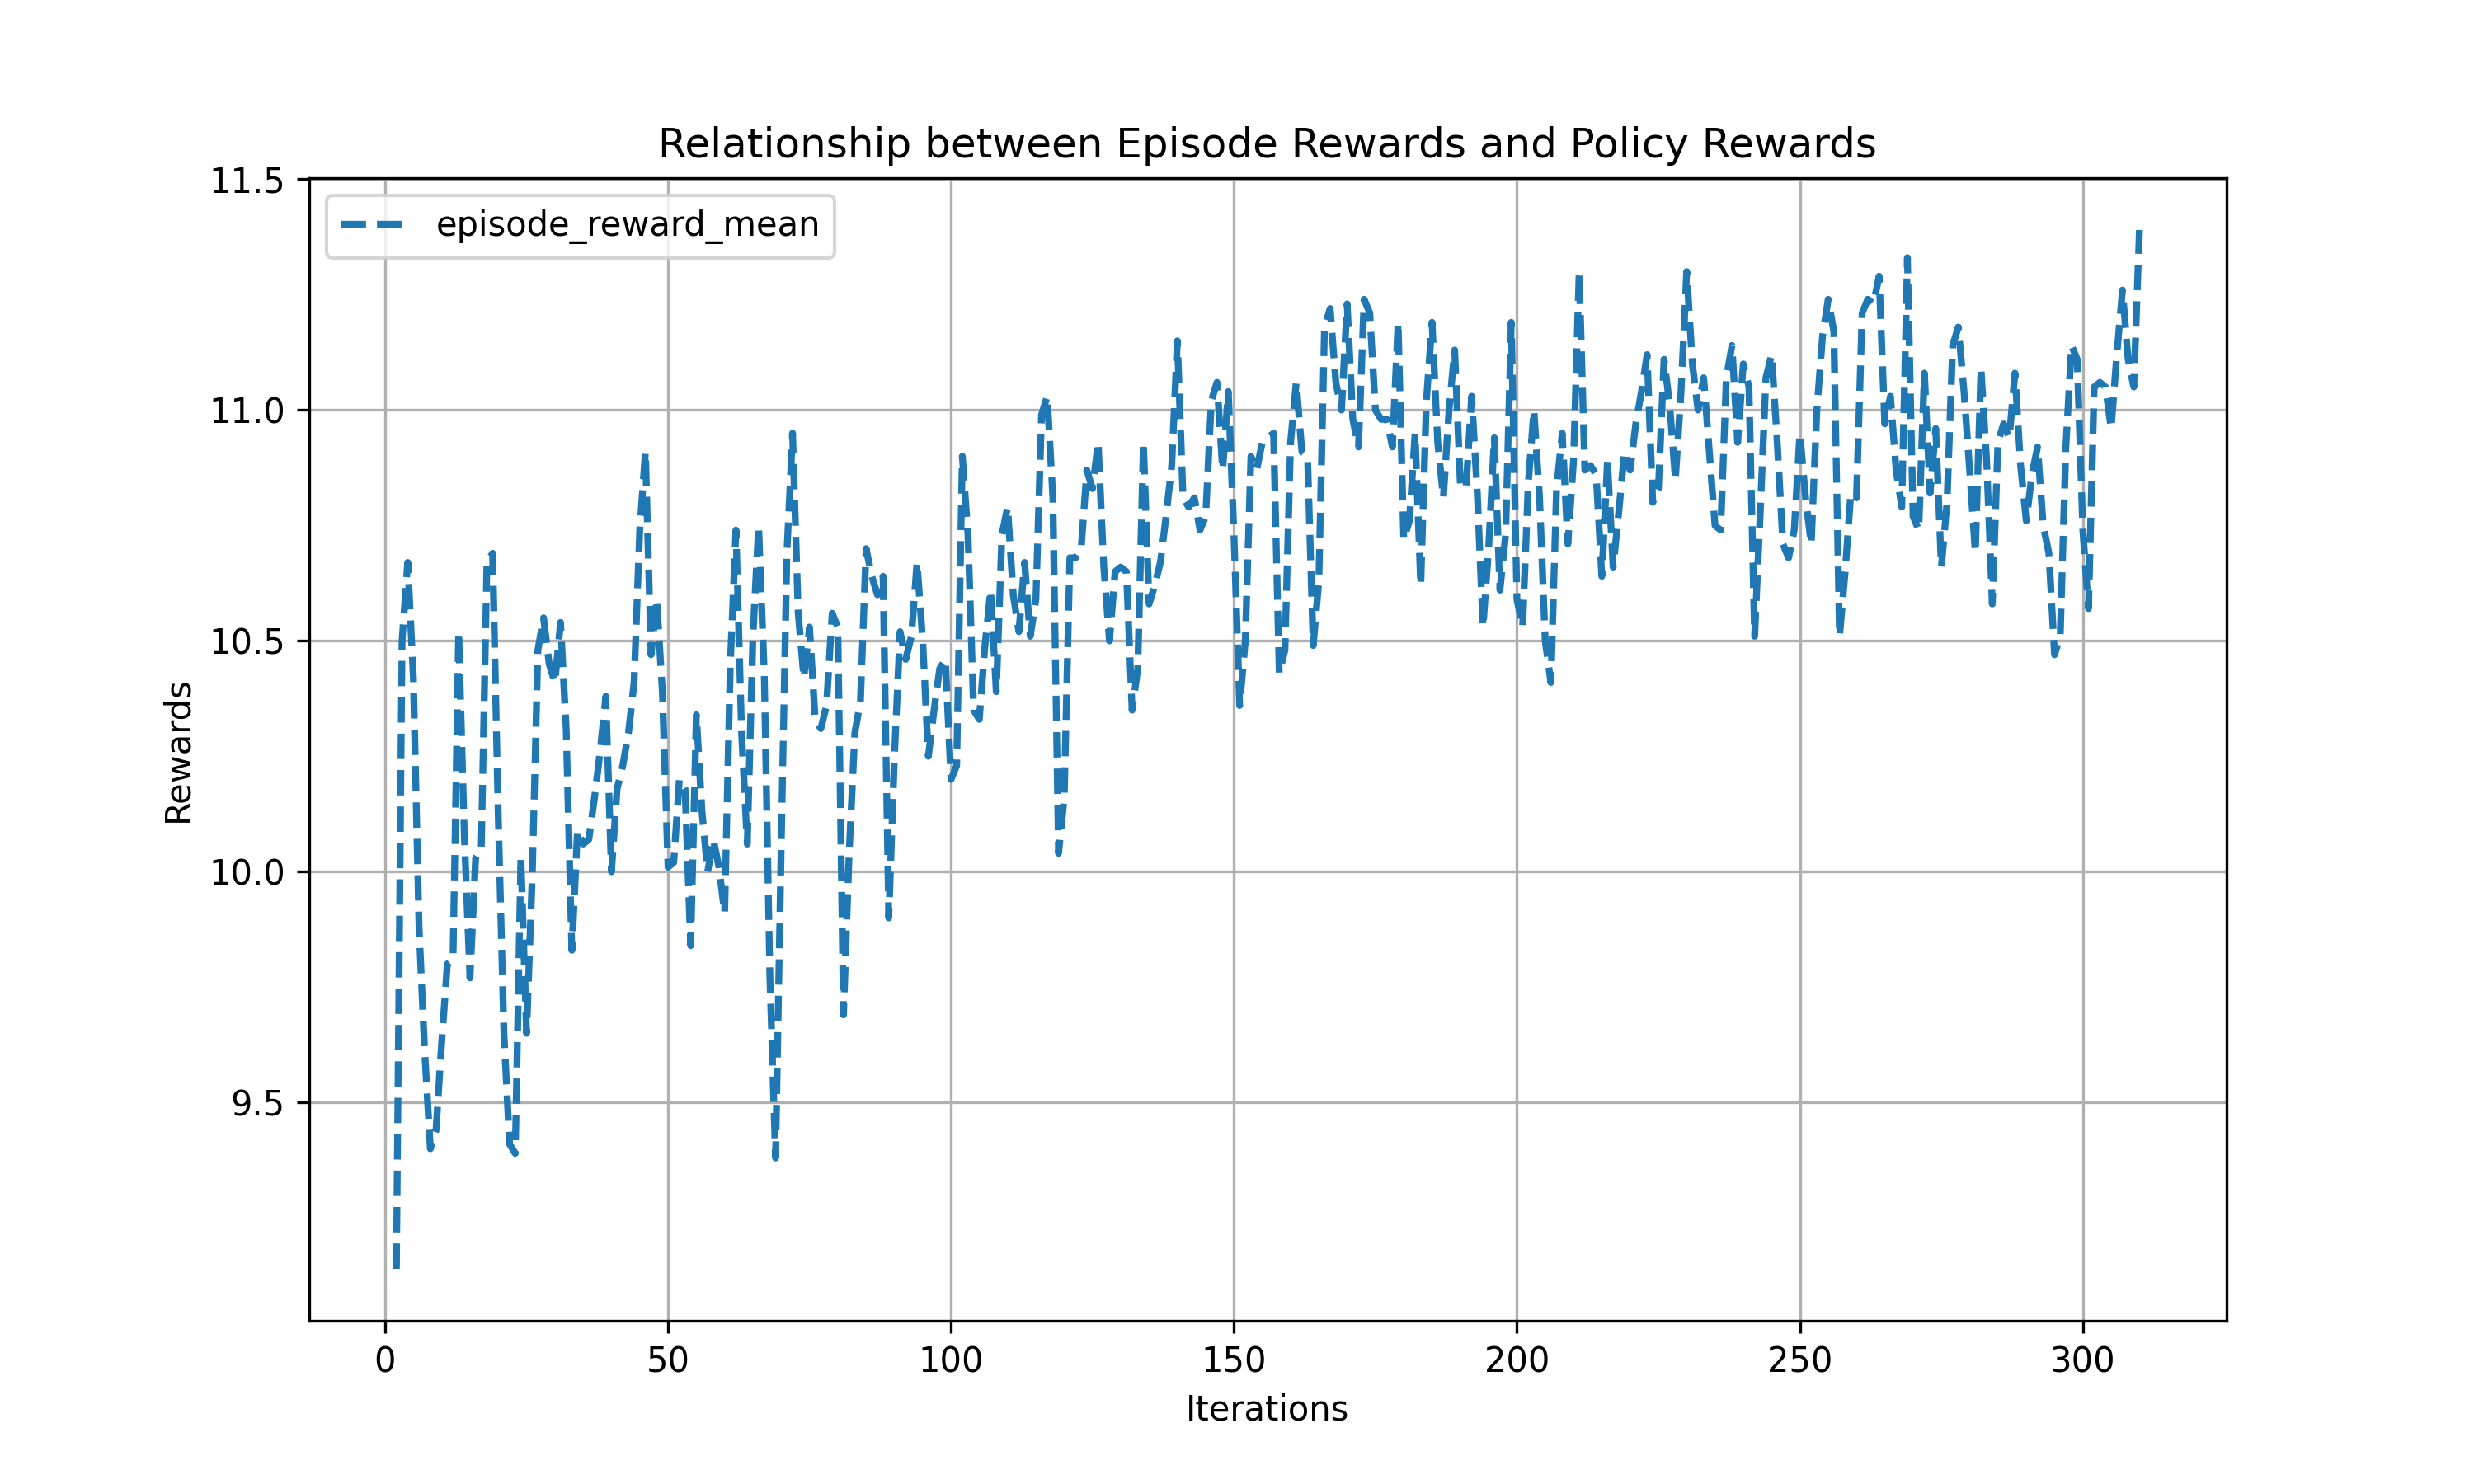 Relationship between Episode Rewards and Policy Rewards
episode_reward_mean
11.5
11.0
10.5
10.0
9.5
Rewards
0 50 100 150 200 250 300
Iterations